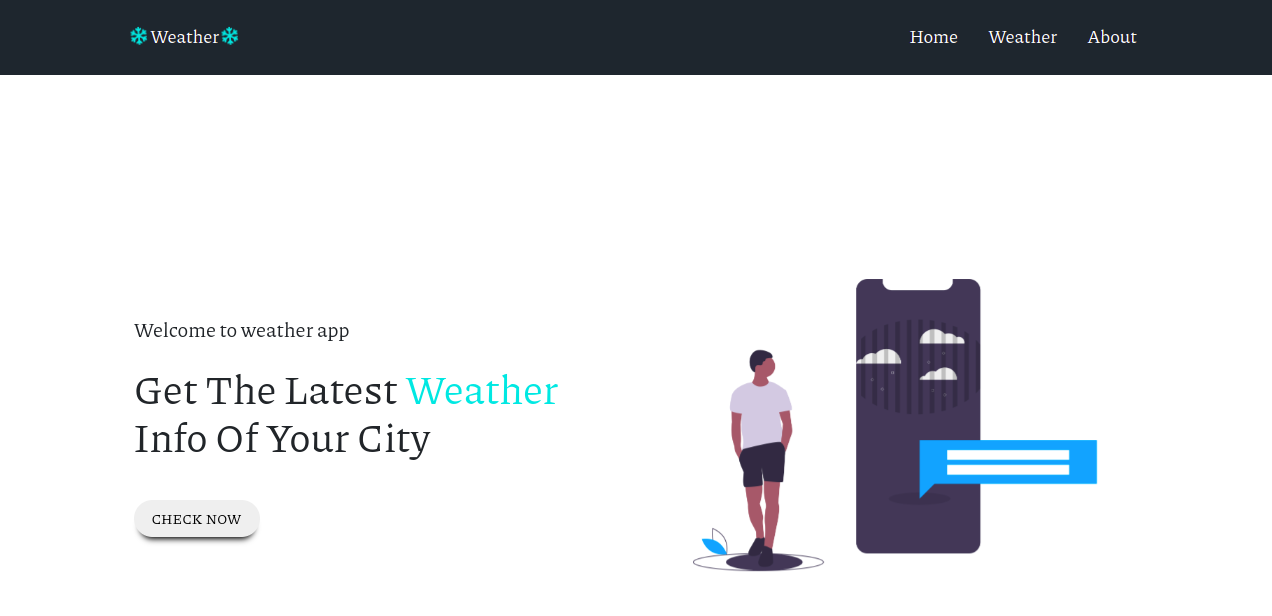 ❄Weather❄
Home Weather About
Welcome to weather app
Get The Latest Weather
Info Of Your City
CHECK NOW